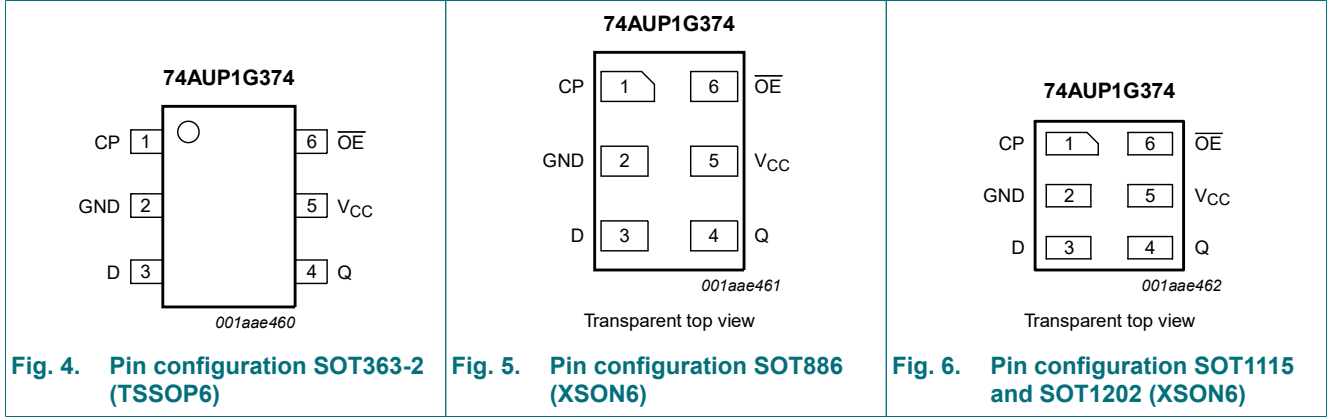 74AUP1G374
CP 1 6 OE
GND 2 5 VCC
D 3 4 Q
001aae460
Fig. 4. Pin configuration SOT363-2
(TSSOP6)
74AUP1G374
CP 1 6 OE
GND 2 5 VCC
D 3 4 Q
001aae461
Transparent top view
Fig. 5. Pin configuration SOT886
(XSON6)
74AUP1G374
CP 1 6 OE
GND 2 5 VCC
D 3 4 Q
001aae462
Transparent top view
Fig. 6. Pin configuration SOT1115
and SOT1202 (XSON6)